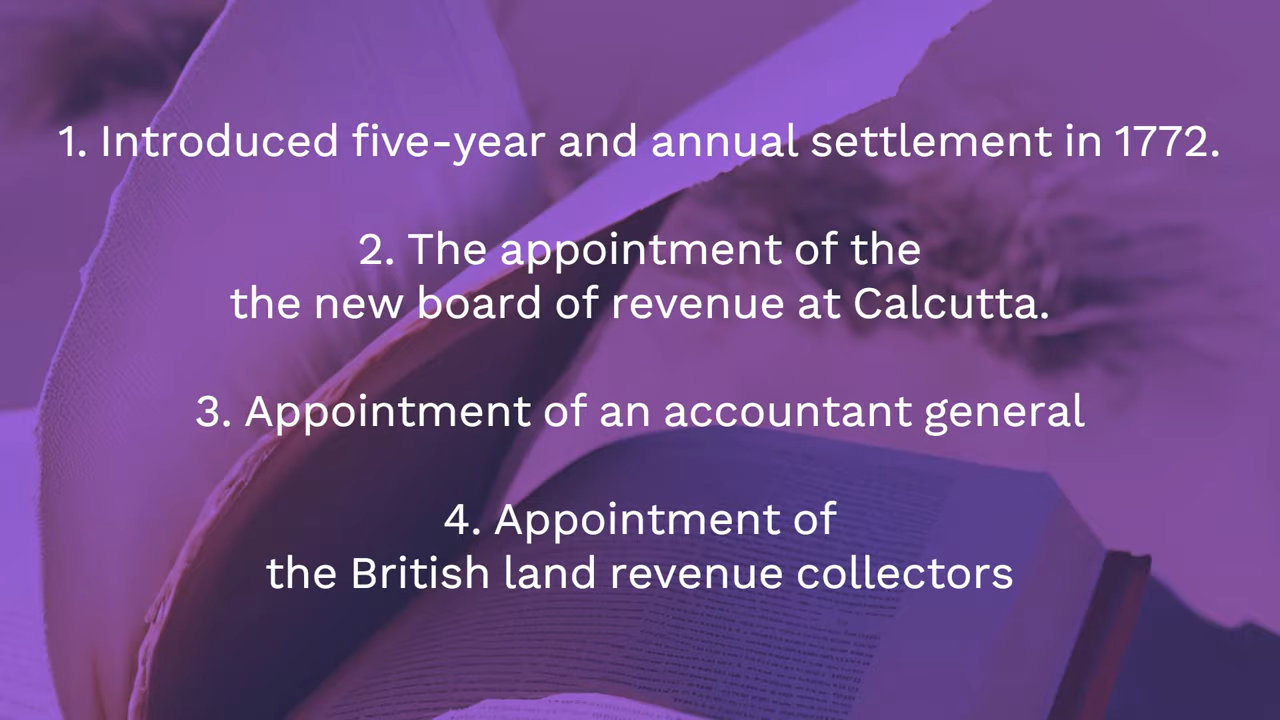 1. Introduced five-year and annual settlement in 1772.
2. The appointment of the
the new board of revenue at Calcutta.
3. Appointment of an accountant general
4. Appointment of
the British land revenue collectors